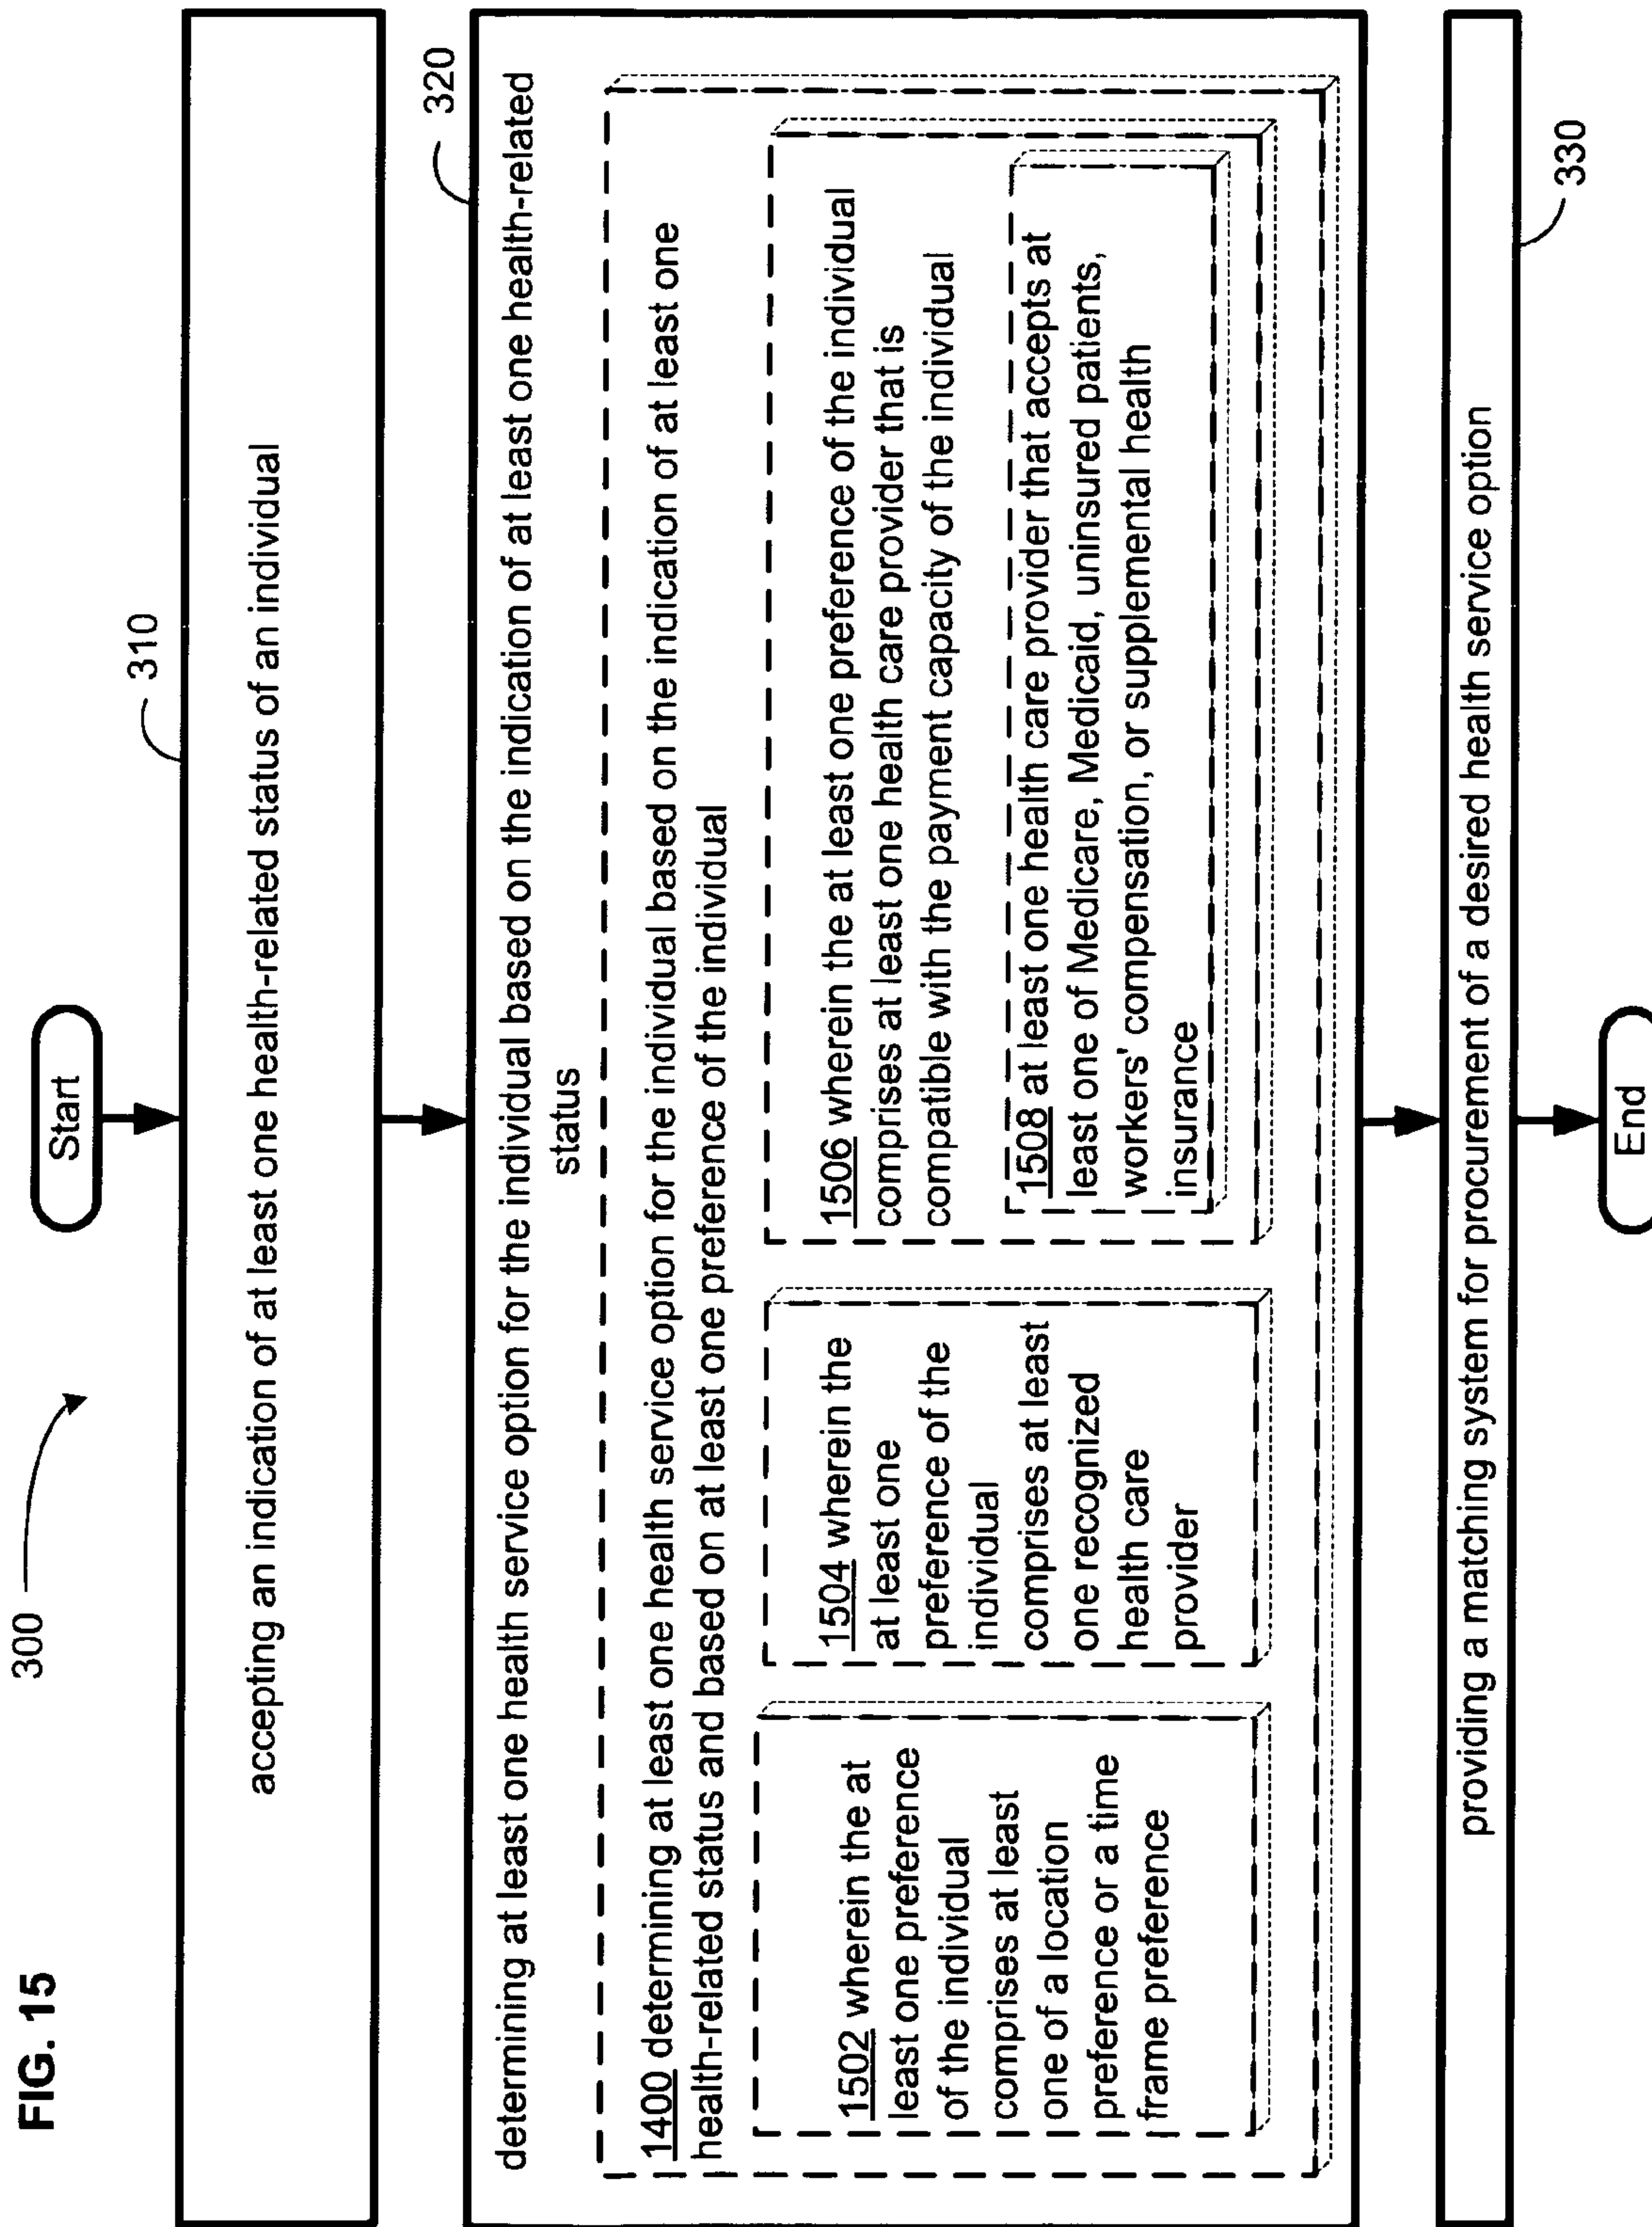 FIG. 15
300
Start
310
accepting an indication of at least one health-related status of an individual
320
determining at least one health service option for the individual based on the indication of at least one health-related
status
1400 determining at least one health service option for the individual based on the indication of at least one
health-related status and based on at least one preference of the individual
1502 wherein the at
least one preference
of the individual
comprises at least
one of a location
preference or a time
frame preference
1504 wherein the
at least one
preference of the
individual
comprises at least
one recognized
health care
provider
1506 wherein the at least one preference of the individual
comprises at least one health care provider that is
compatible with the payment capacity of the individual
1508 at least one health care provider that accepts at
least one of Medicare, Medicaid, uninsured patients,
workers' compensation, or supplemental health
insurance
330
providing a matching system for procurement of a desired health service option
End